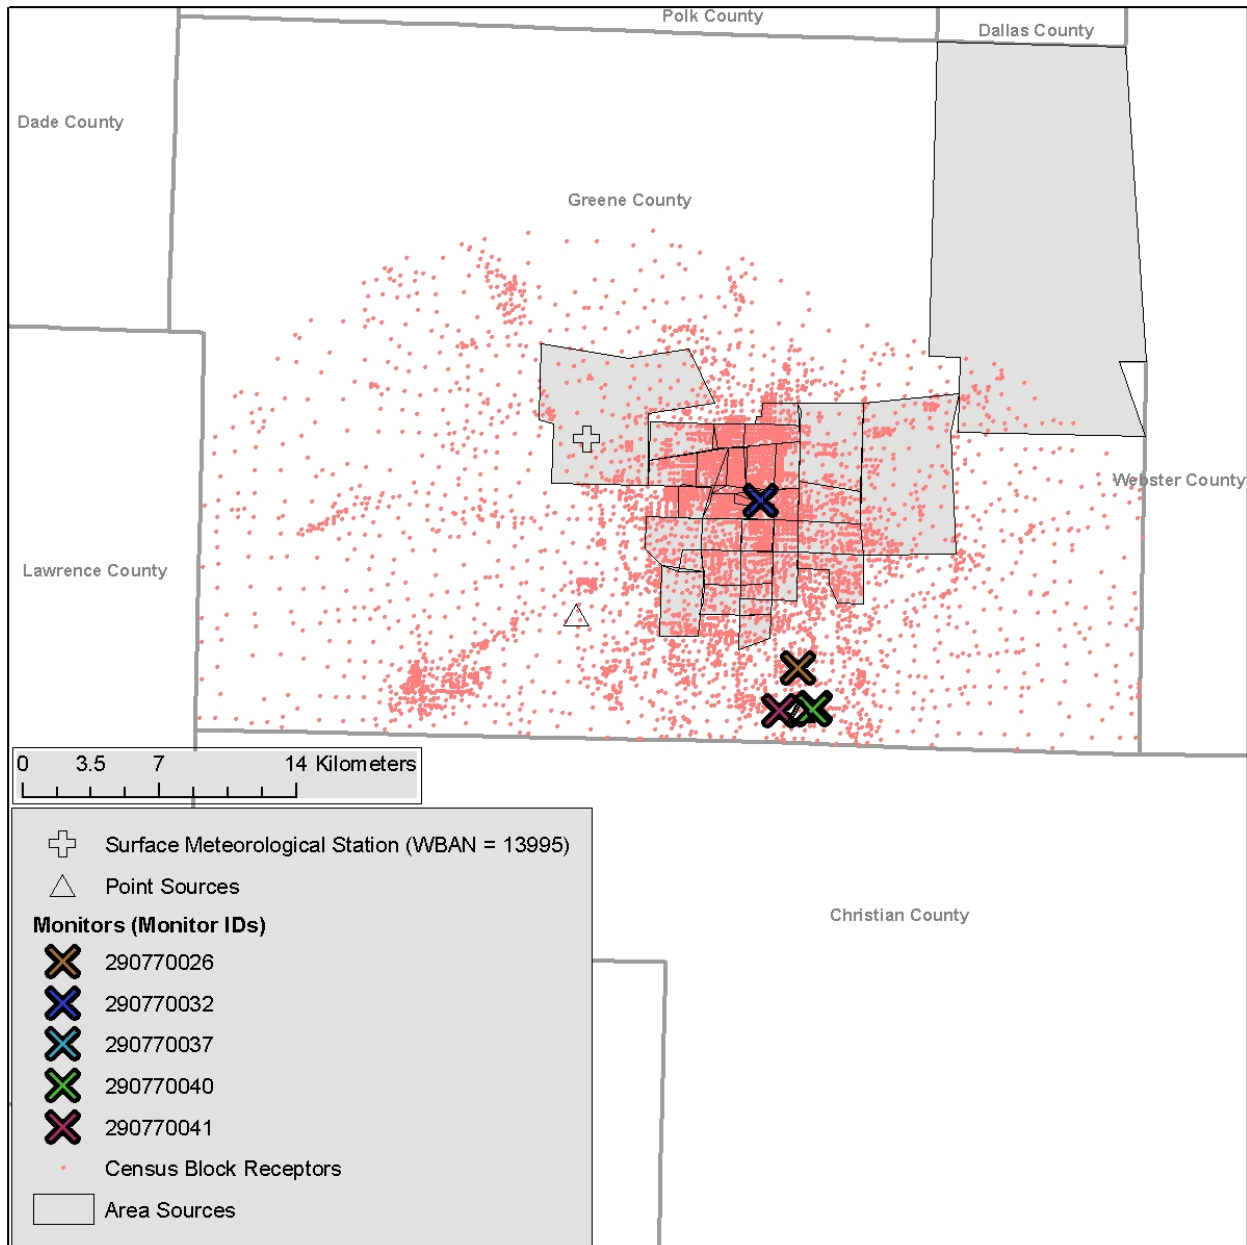 Polk County
Dallas County
Dade County
Greene County
Webster County
Lawrence County
0 3.5 7 14 Kilometers
Surface Meteorological Station (WBAN = 13995)
Point Sources
Monitors (Monitor IDs)
290770026
Christian County
290770032
290770037
290770040
290770041
Census Block Receptors
Area Sources